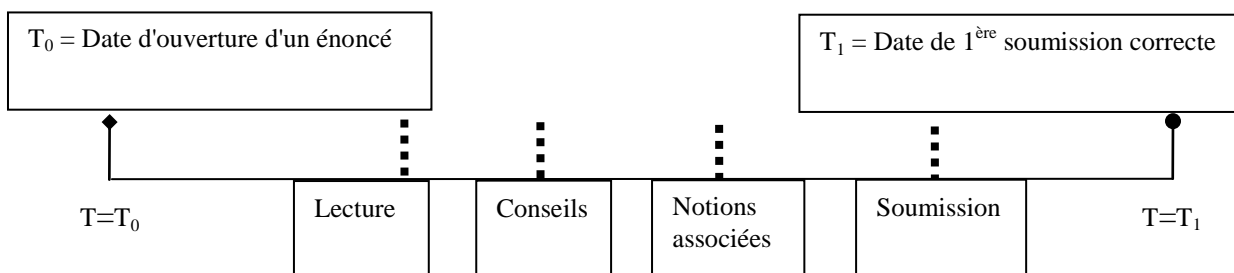 T₀ = Date d'ouverture d'un énoncé
T₁ = Date de 1ère soumission correcte
T=T₀
Lecture
Conseils
Notions
associées
Soumission
T=T₁